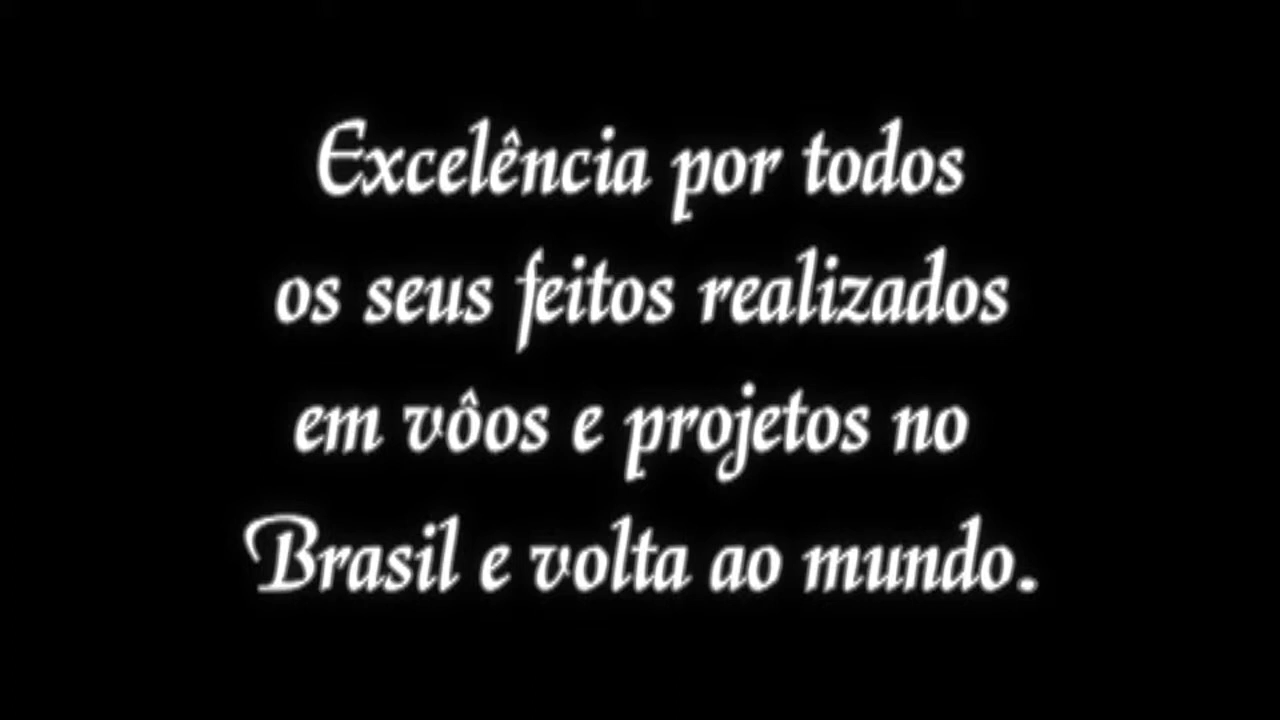 Excelência por todos
os seus feitos realizados
em vôos e projetos no
Brasil e volta ao mundo.